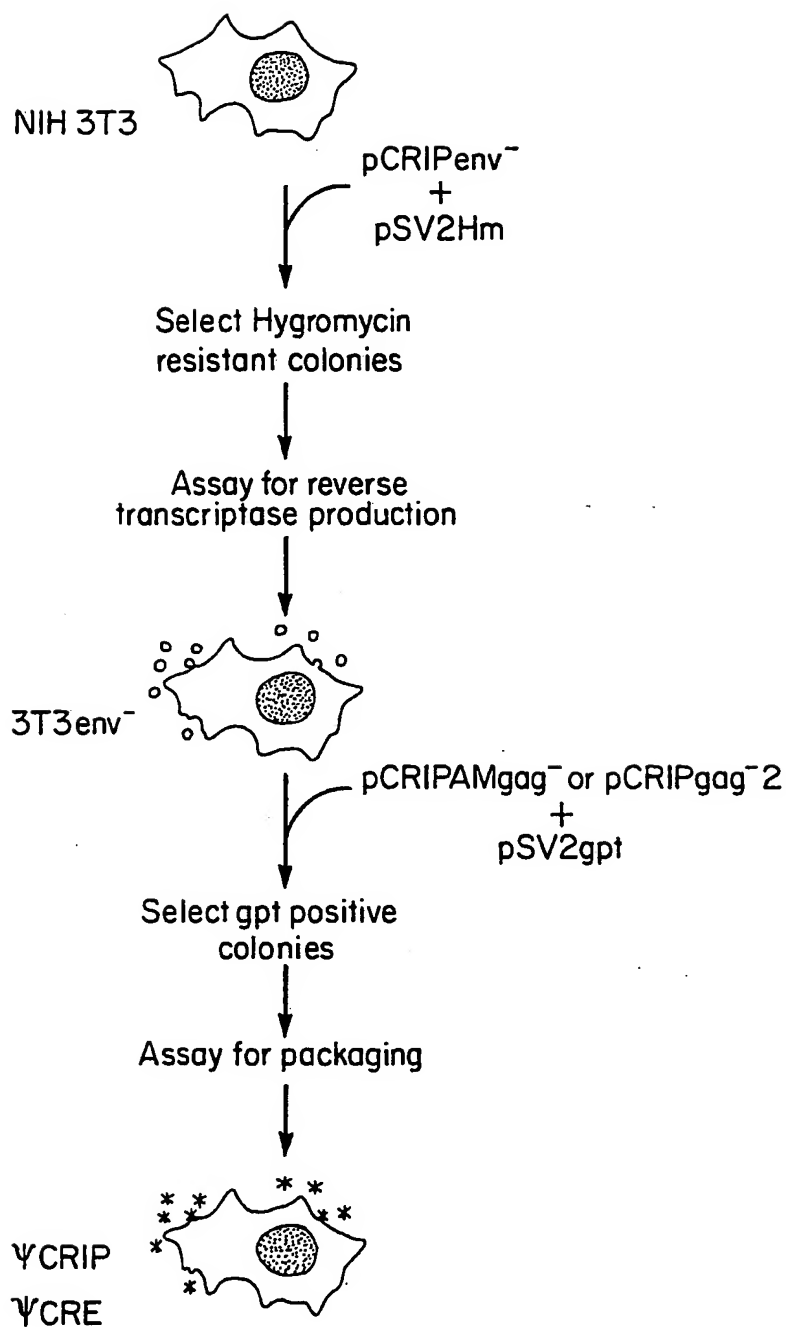 NIH 3T3
pCRIPenv⁻
+
pSV2Hm
Select Hygromycin
resistant colonies
Assay for reverse
transcriptase production
3T3env⁻
pCRIPAMgag⁻ or pCRIPgag⁻2
+
pSV2gpt
Select gpt positive
colonies
Assay for packaging
ΨCRIP
ΨCRE